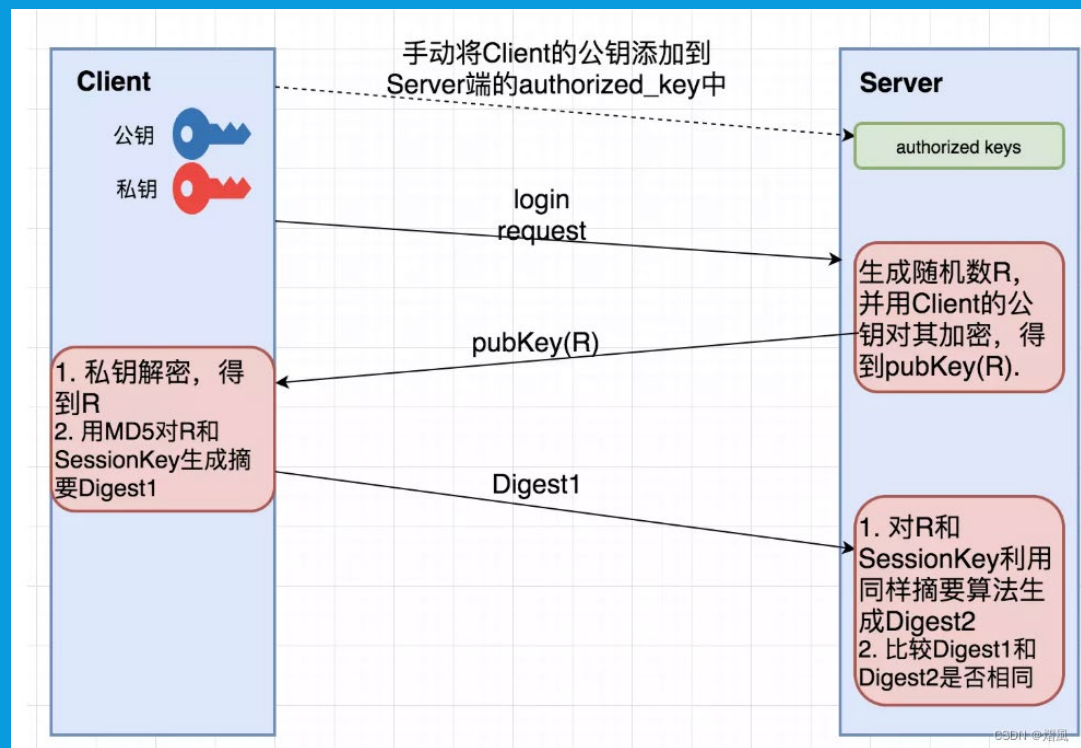 手动将Client的公钥添加到
Server端的authorized_key中
Client
公钥
私钥
Server
authorized keys
login
request
生成随机数R，
并用Client的公
钥对其加密，得
到pubKey(R).
pubKey(R)
1. 私钥解密，得
到R
2. 用MD5对R和
SessionKey生成摘
要Digest1
Digest1
1. 对R和
SessionKey利用
同样摘要算法生
成Digest2
2. 比较Digest1和
Digest2是否相同